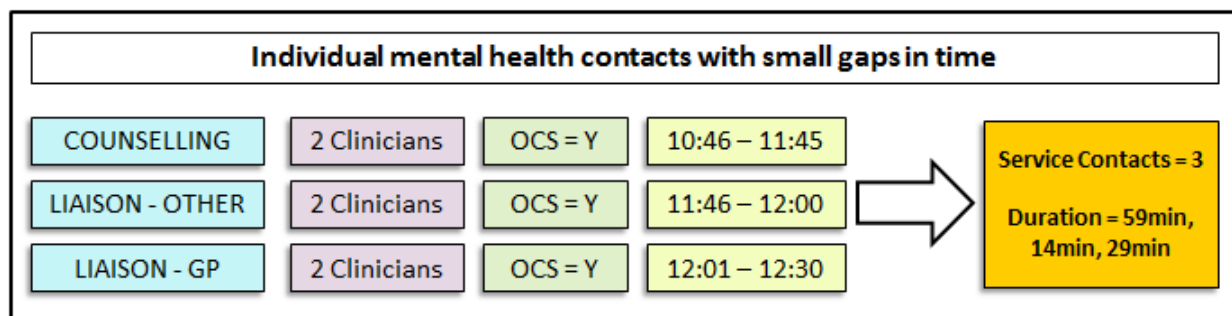 Individual mental health contacts with small gaps in time
COUNSELLING 2 Clinicians OCS = Y 10:46 – 11:45
LIAISON - OTHER 2 Clinicians OCS = Y 11:46 – 12:00
LIAISON - GP 2 Clinicians OCS = Y 12:01 – 12:30
Service Contacts = 3
Duration = 59min,
14min, 29min